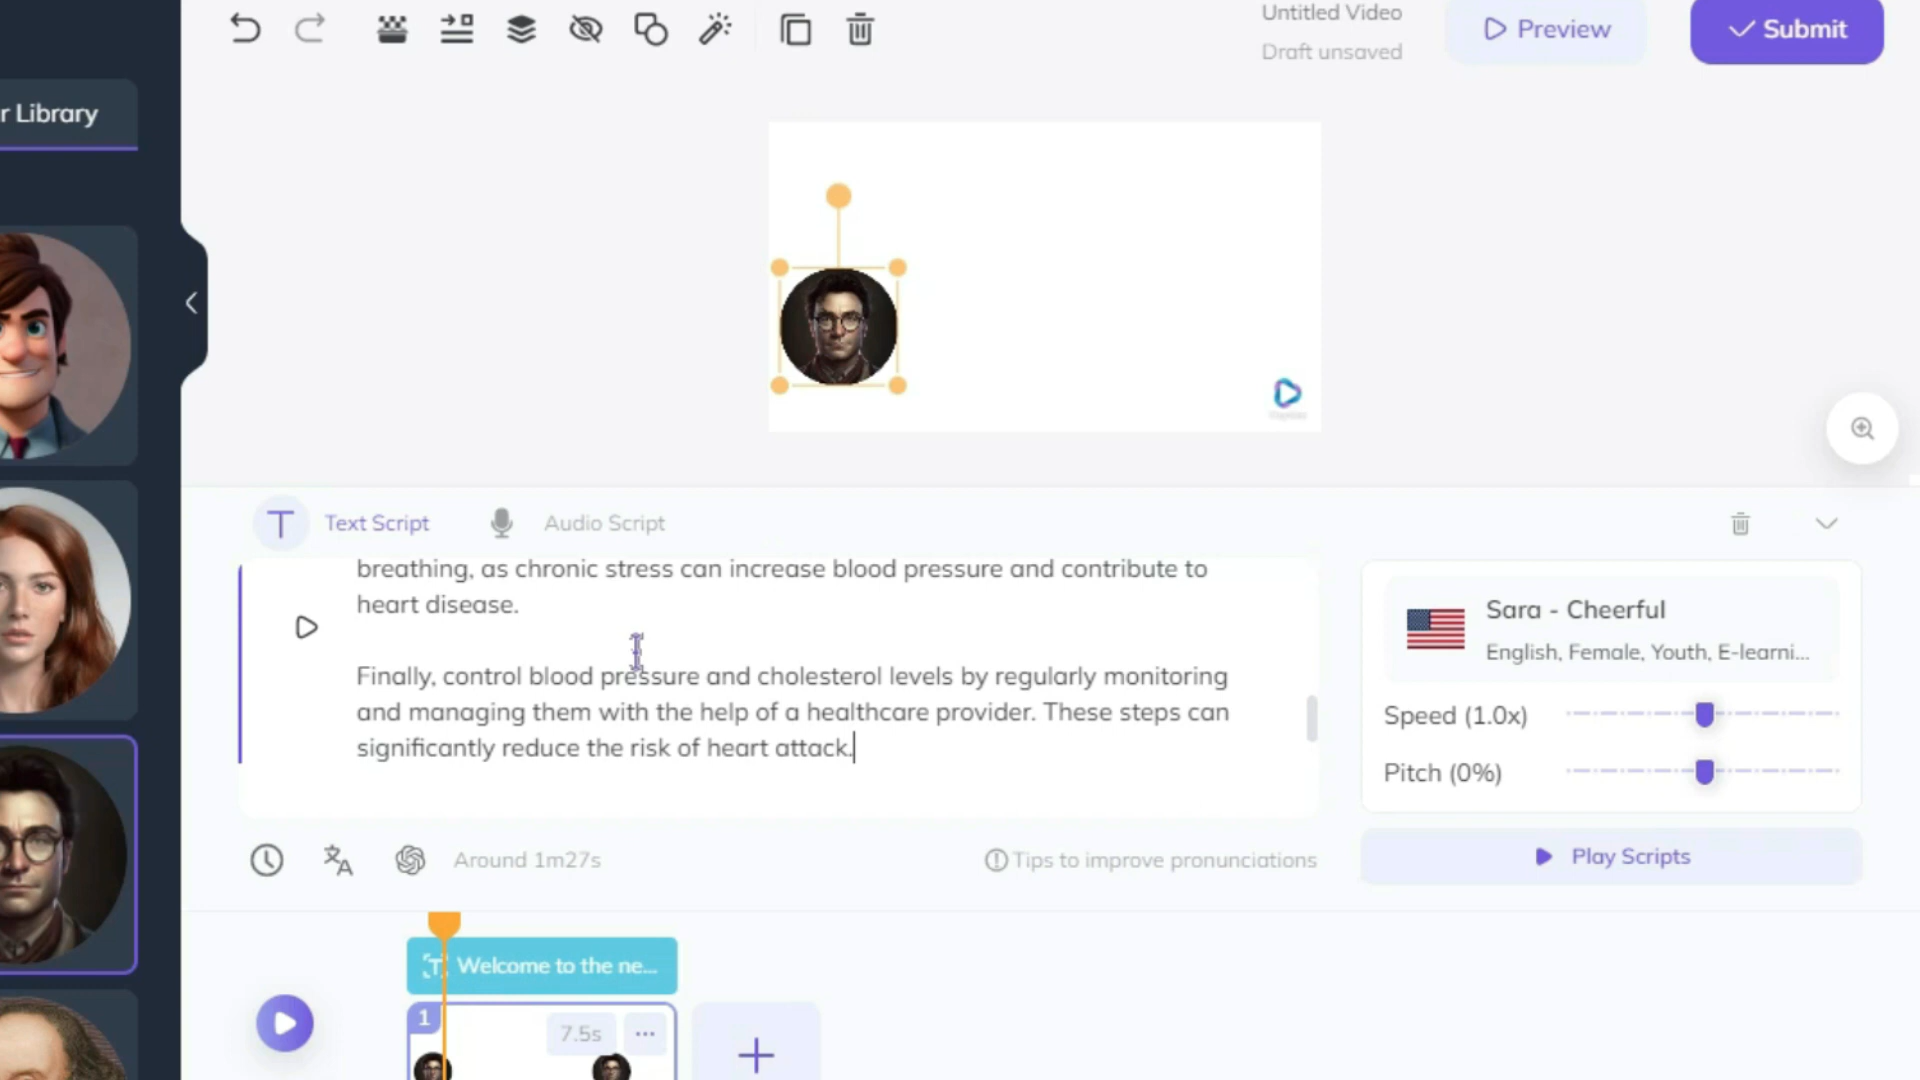 Untitled Video
Draft unsaved
Preview
Submit
r Library
Text Script
Audio Script
breathing, as chronic stress can increase blood pressure and contribute to
heart disease.
Finally, control blood pressure and cholesterol levels by regularly monitoring
and managing them with the help of a healthcare provider. These steps can
significantly reduce the risk of heart attack.
Sara - Cheerful
English, Female, Youth, E-learni...
Speed (1.0x)
Pitch (0%)
Around 1m27s
Tips to improve pronunciations
Play Scripts
Welcome to the ne...
1
7.5s